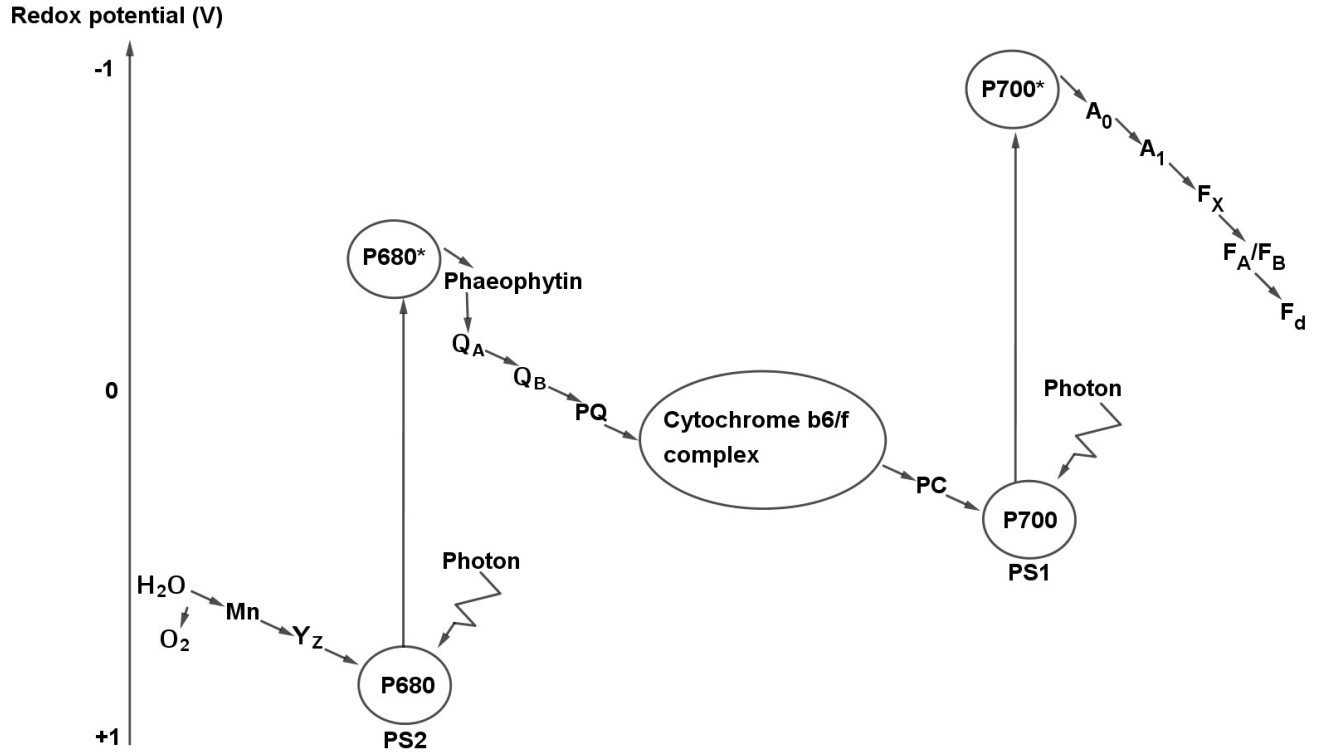 Redox potential (V)
-1
P700*
A0
A1
FX
FA/FB
Fd
P680*
Phaeophytin
QA
QB
PQ
0
Cytochrome b6/f
complex
Photon
PC
P700
PS1
Photon
H2O
O2
Mn
YZ
P680
PS2
+1